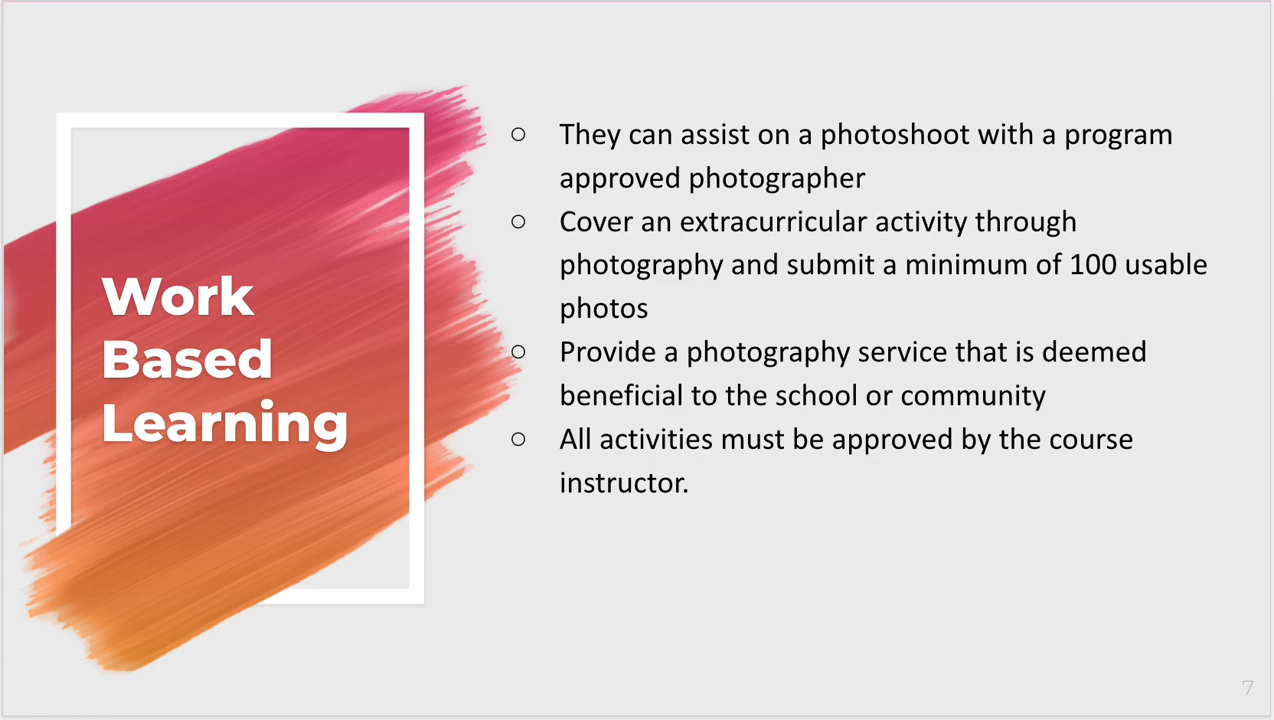 Work
Based
Learning
○ They can assist on a photoshoot with a program
approved photographer
○ Cover an extracurricular activity through
photography and submit a minimum of 100 usable
photos
○ Provide a photography service that is deemed
beneficial to the school or community
○ All activities must be approved by the course
instructor.
7